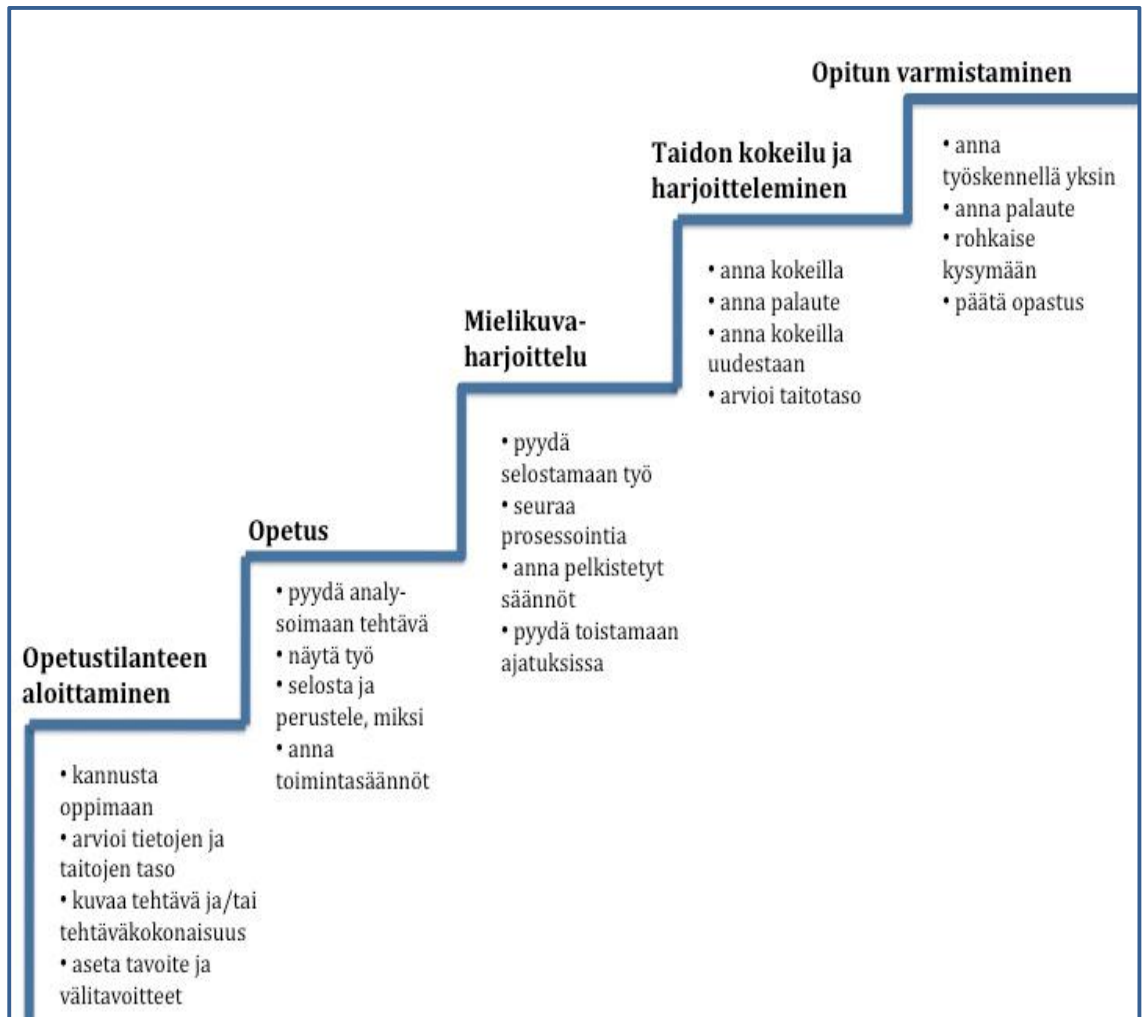 Opetustilanteen
aloittaminen
• kannusta
oppimaan
• arvioi tietojen ja
taitojen taso
• kuvaa tehtävä ja/tai
tehtäväkokonaisuus
• aseta tavoite ja
välitavoitteet
Opetus
• pyydä analy-
soimaan tehtävä
• näytä työ
• selosta ja
perustele, miksi
• anna
toimintasäännöt
Mielikuva-
harjoittelu
• pyydä
selostamaan työ
• seuraa
prosessointia
• anna pelkistetyt
säännöt
• pyydä toistamaan
ajatuksissa
Taidon kokeilu ja
harjoitteleminen
• anna kokeilla
• anna palaute
• anna kokeilla
uudestaan
• arvioi taitotaso
Opitun varmistaminen
• anna
työskennellä yksin
• anna palaute
• rohkaise
kysymään
• päätä opastus